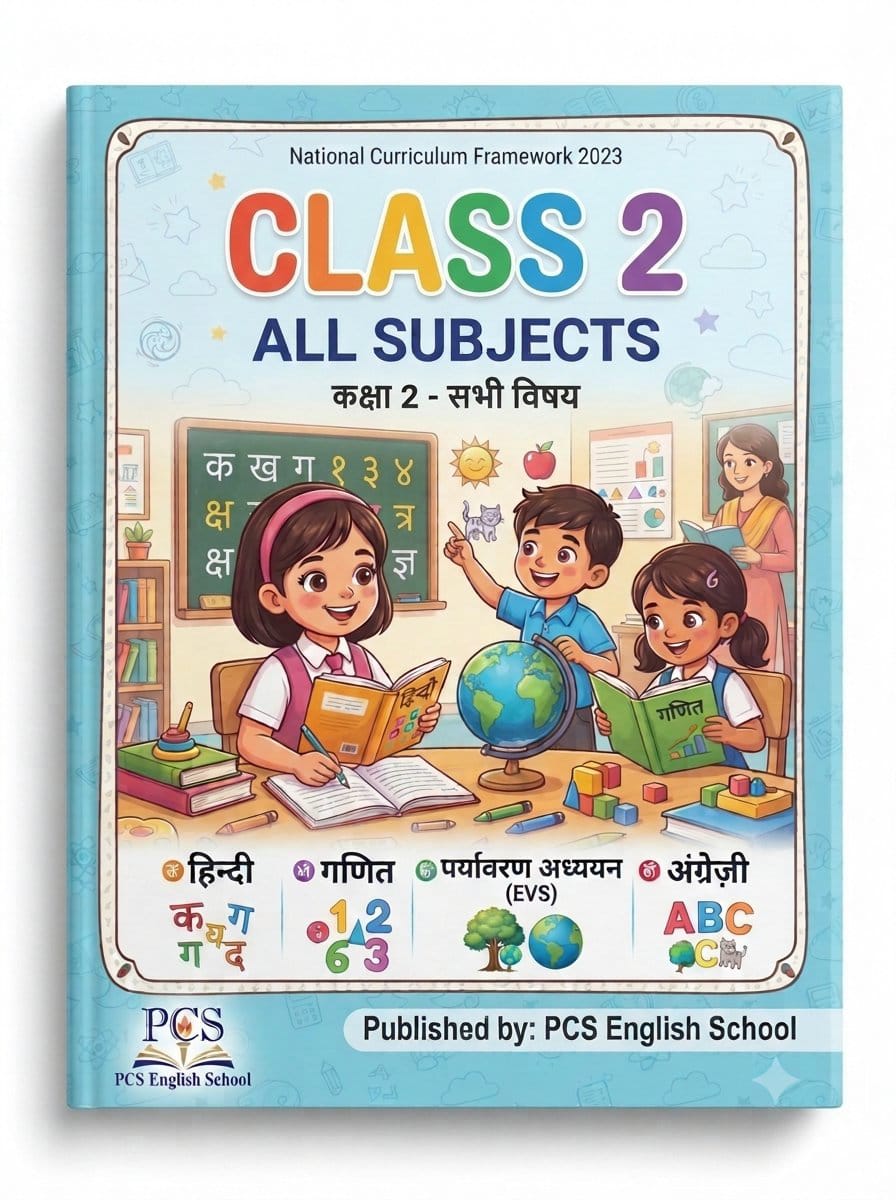 National Curriculum Framework 2023
CLASS 2
ALL SUBJECTS
कक्षा 2 - सभी विषय
क ख ग १ ३ ४
क्ष त्र
क्ष ज्ञ
हिन्दी
गणित
हिन्दी
गणित
पर्यावरण अध्ययन
(EVS)
अंग्रेज़ी
क ग
घ
ग द
1 2
6 3
ABC
C
PCS
PCS English School
Published by: PCS English School